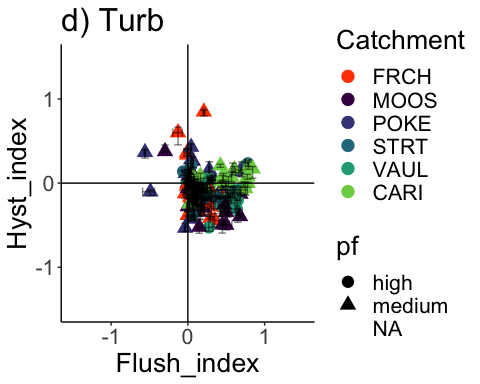 d) Turb
Hyst_index
1
0
-1
-1 0 1
Flush_index
Catchment
FRCH
MOOS
POKE
STRT
VAUL
CARI
pf
high
medium
NA